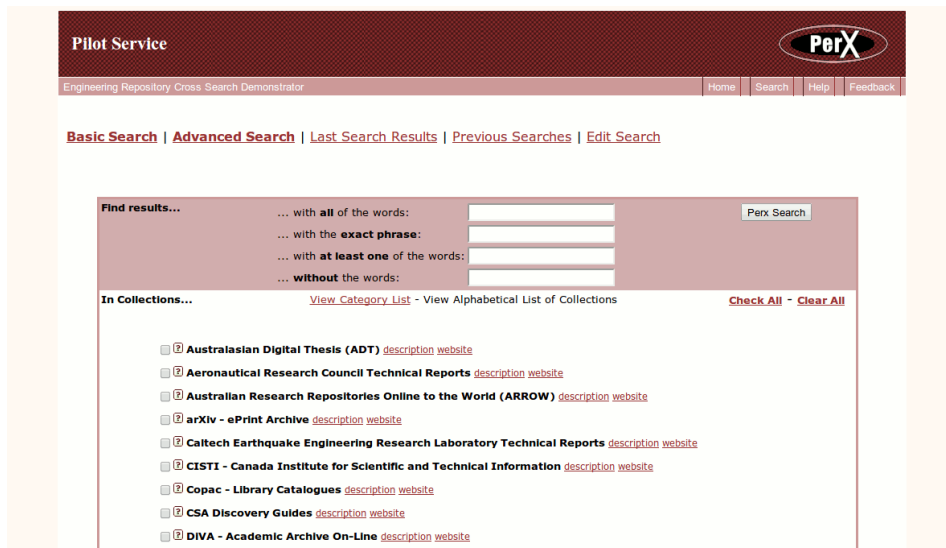 Pilot Service
PerX
Engineering Repository Cross Search Demonstrator
Home Search Help Feedback
Basic Search | Advanced Search | Last Search Results | Previous Searches | Edit Search
Find results... ... with all of the words: Perx Search
... with the exact phrase:
... with at least one of the words:
... without the words:
In Collections... View Category List - View Alphabetical List of Collections Check All - Clear All
? Australasian Digital Thesis (ADT) description website
? Aeronautical Research Council Technical Reports description website
? Australian Research Repositories Online to the World (ARROW) description website
? arXiv - ePrint Archive description website
? Caltech Earthquake Engineering Research Laboratory Technical Reports description website
? CISTI - Canada Institute for Scientific and Technical Information description website
? Copac - Library Catalogues description website
? CSA Discovery Guides description website
? DiVA - Academic Archive On-Line description website